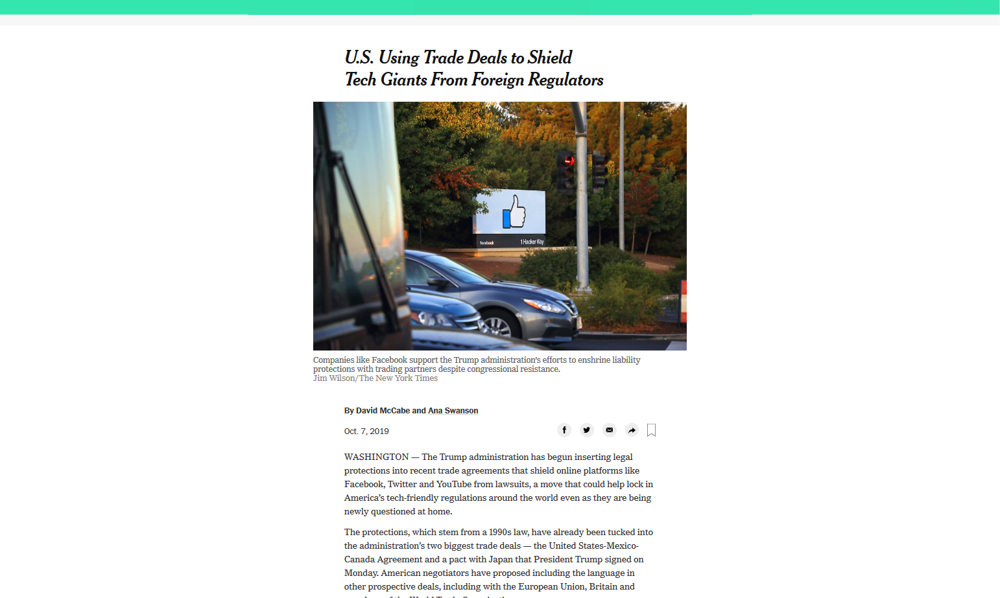 U.S. Using Trade Deals to Shield
Tech Giants From Foreign Regulators
facebook
1 Hacker Way
Companies like Facebook support the Trump administration's efforts to enshrine liability
protections with trading partners despite congressional resistance.
Jim Wilson/The New York Times
By David McCabe and Ana Swanson
Oct. 7, 2019
WASHINGTON — The Trump administration has begun inserting legal
protections into recent trade agreements that shield online platforms like
Facebook, Twitter and YouTube from lawsuits, a move that could help lock in
America's tech-friendly regulations around the world even as they are being
newly questioned at home.
The protections, which stem from a 1990s law, have already been tucked into
the administration's two biggest trade deals — the United States-Mexico-
Canada Agreement and a pact with Japan that President Trump signed on
Monday. American negotiators have proposed including the language in
other prospective deals, including with the European Union, Britain and